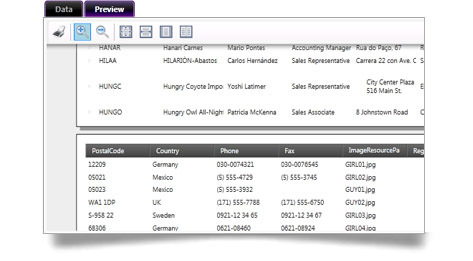 Data Preview
HANAR Hanari Carnes Mario Pontes Accounting Manager Rua do Paço, 67
HILAA HILARIÓN-Abastos Carlos Hernández Sales Representative Carrera 22 con Ave. C
HUNGC Hungry Coyote Impo Yoshi Latimer Sales Representative City Center Plaza
516 Main St.
HUNGO Hungry Owl All-Night Patricia McKenna Sales Associate 8 Johnstown Road
PostalCode Country Phone Fax ImageResourcePa Reg
12209 Germany 030-0074321 030-0076545 GIRL01.jpg
05021 Mexico (5) 555-4729 (5) 555-3745 GIRL02.jpg
05023 Mexico (5) 555-3932 GUY01.jpg
WA1 1DP UK (171) 555-7788 (171) 555-6750 GUY02.jpg
S-958 22 Sweden 0921-12 34 65 0921-12 34 67 GIRL03.jpg
68306 Germany 0621-08460 0621-08924 GIRL04.jpg